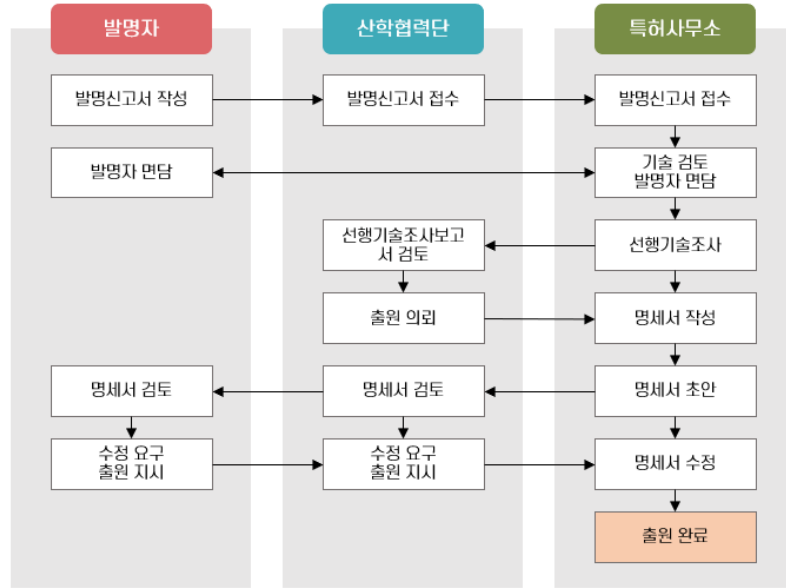 발명자
산학협력단
특허사무소
발명신고서 작성
발명신고서 접수
발명신고서 접수
발명자 면담
기술 검토
발명자 면담
선행기술조사보고
서 검토
선행기술조사
출원 의뢰
명세서 작성
명세서 검토
명세서 검토
명세서 초안
수정 요구
출원 지시
수정 요구
출원 지시
명세서 수정
출원 완료